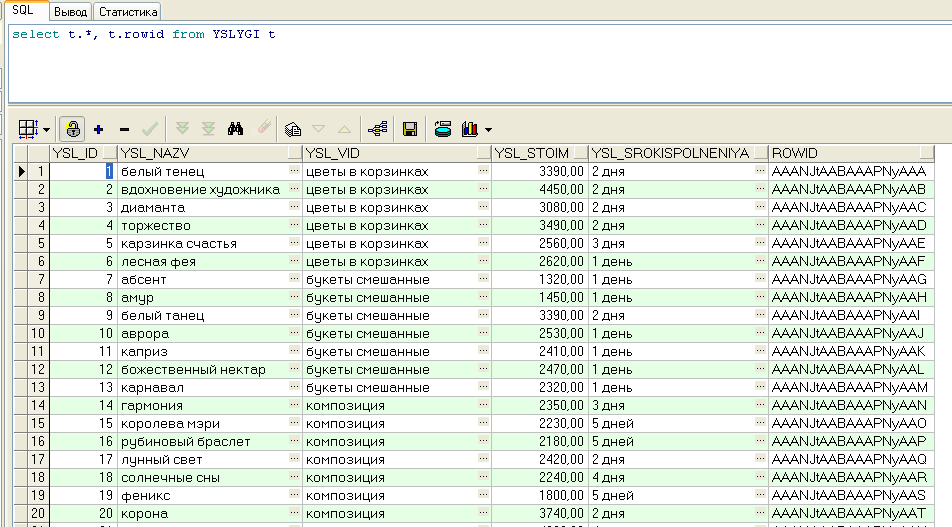 SQL Вывод Статистика
select t.*, t.rowid from YSLYGI t
YSL_ID YSL_NAZV YSL_VID YSL_STOIM YSL_SROKISPOLNENIYA ROWID
1 1 белый тенец ... цветы в корзинках ... 3390,00 2 дня ... AAANJtAABAAAPNyAAA
2 2 вдохновение художника ... цветы в корзинках ... 4450,00 2 дня ... AAANJtAABAAAPNyAAB
3 3 диаманта ... цветы в корзинках ... 3080,00 2 дня ... AAANJtAABAAAPNyAAC
4 4 торжество ... цветы в корзинках ... 3490,00 2 дня ... AAANJtAABAAAPNyAAD
5 5 карзинка счастья ... цветы в корзинках ... 2560,00 3 дня ... AAANJtAABAAAPNyAAE
6 6 лесная фея ... цветы в корзинках ... 2620,00 1 день ... AAANJtAABAAAPNyAAF
7 7 абсент ... букеты смешанные ... 1320,00 1 день ... AAANJtAABAAAPNyAAG
8 8 амур ... букеты смешанные ... 1450,00 1 день ... AAANJtAABAAAPNyAAH
9 9 белый танец ... букеты смешанные ... 3390,00 2 дня ... AAANJtAABAAAPNyAAI
10 10 аврора ... букеты смешанные ... 2530,00 1 день ... AAANJtAABAAAPNyAAJ
11 11 каприз ... букеты смешанные ... 2410,00 1 день ... AAANJtAABAAAPNyAAK
12 12 божественный нектар ... букеты смешанные ... 2470,00 1 день ... AAANJtAABAAAPNyAAL
13 13 карнавал ... букеты смешанные ... 2320,00 1 день ... AAANJtAABAAAPNyAAM
14 14 гармония ... композиция ... 2350,00 3 дня ... AAANJtAABAAAPNyAAN
15 15 королева мэри ... композиция ... 2230,00 5 дней ... AAANJtAABAAAPNyAAO
16 16 рубиновый браслет ... композиция ... 2180,00 5 дней ... AAANJtAABAAAPNyAAP
17 17 лунный свет ... композиция ... 2420,00 2 дня ... AAANJtAABAAAPNyAAQ
18 18 солнечные сны ... композиция ... 2240,00 4 дня ... AAANJtAABAAAPNyAAR
19 19 феникс ... композиция ... 1800,00 5 дней ... AAANJtAABAAAPNyAAS
20 20 корона ... композиция ... 3740,00 2 дня ... AAANJtAABAAAPNyAAT